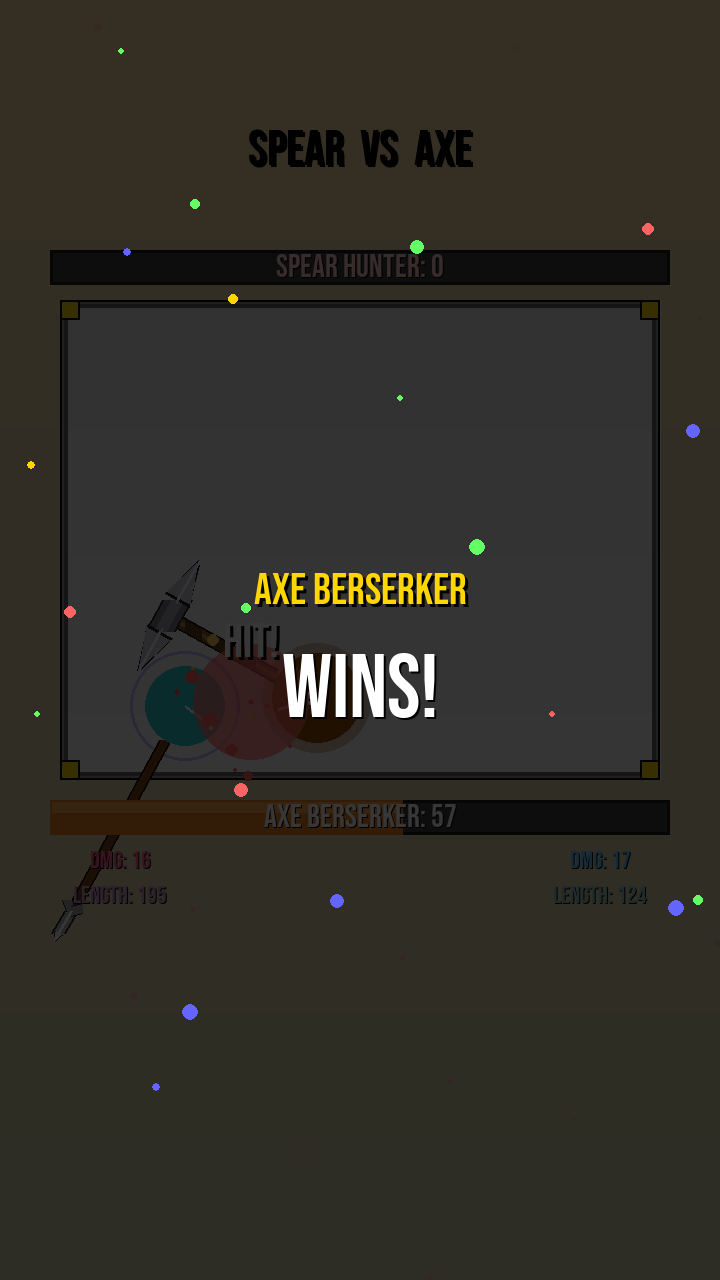 SPEAR VS AXE
SPEAR HUNTER: 0
AXE BERSERKER
HIT!
WINS!
AXE BERSERKER: 57
DMG: 16
DMG: 17
LENGTH: 195
LENGTH: 124